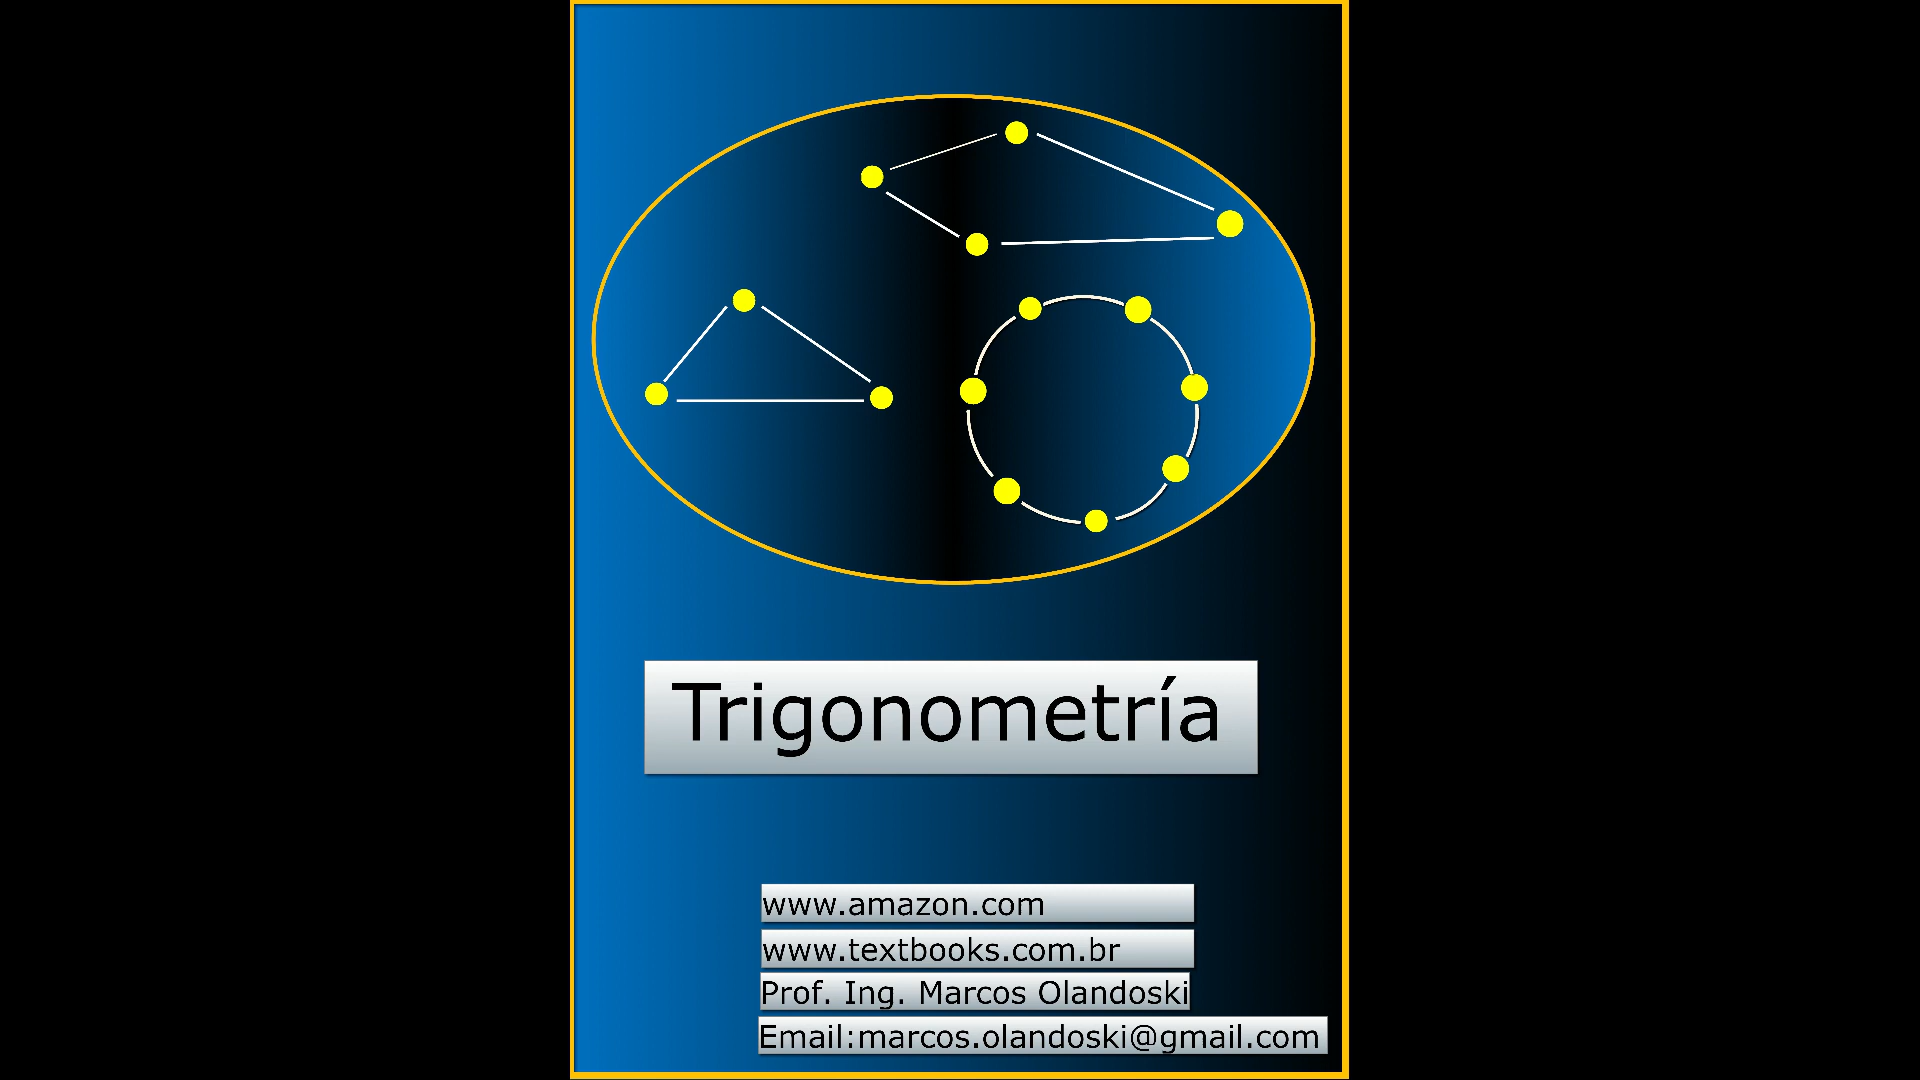 Trigonometría
www.amazon.com
www.textbooks.com.br
Prof. Ing. Marcos Olandoski
Email:marcos.olandoski@gmail.com